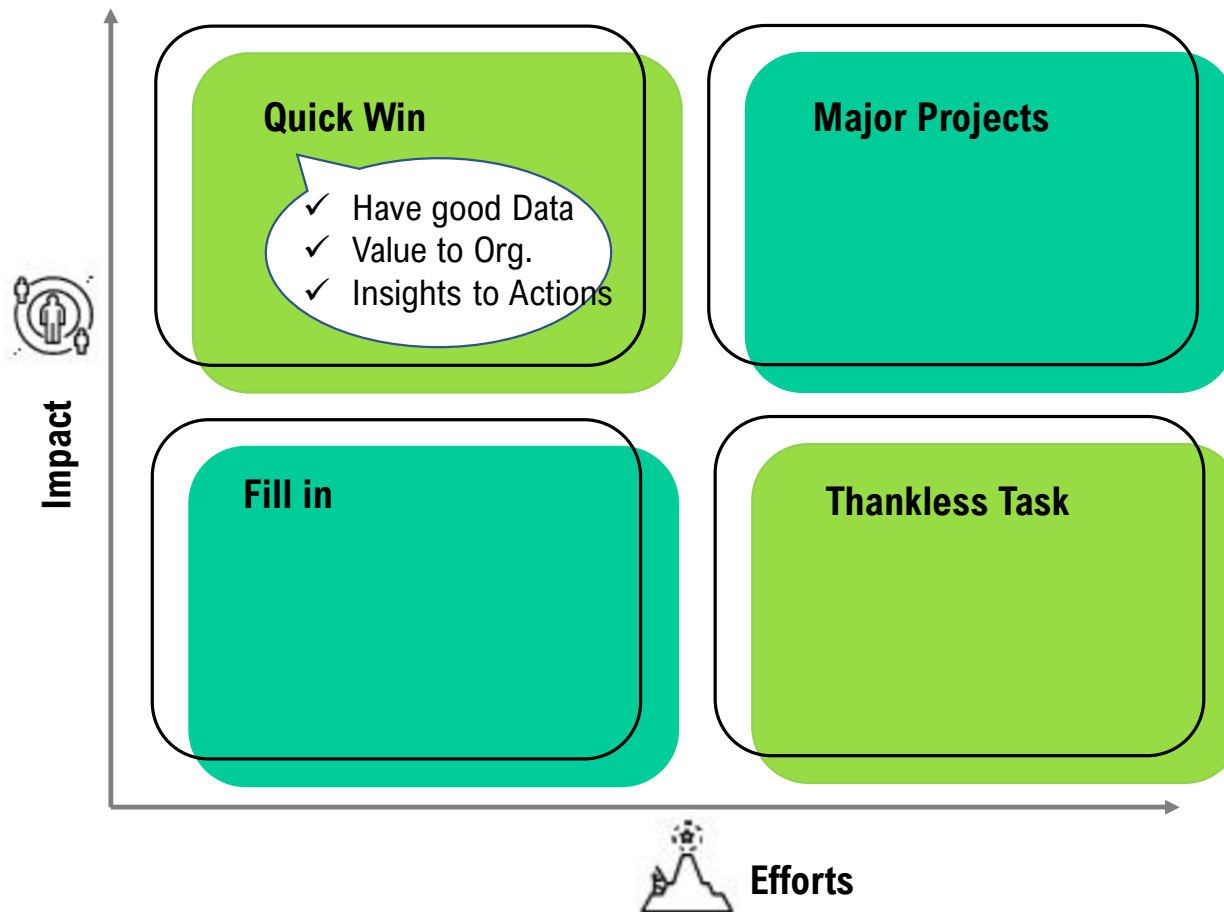 Quick Win
✓ Have good Data
✓ Value to Org.
✓ Insights to Actions
Major Projects
Impact
Fill in
Thankless Task
Efforts